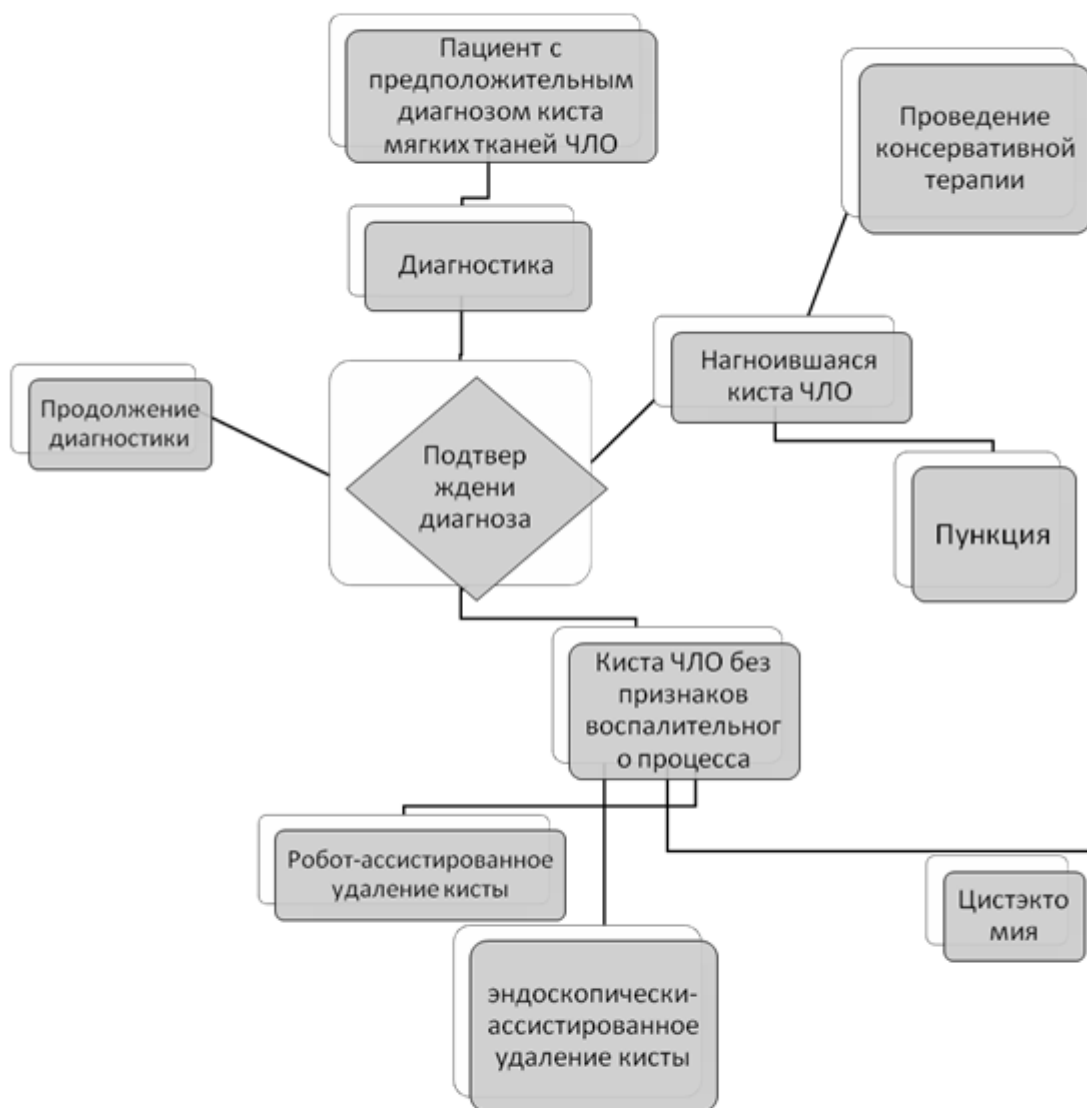 Пациент с
предположительным
диагнозом киста
мягких тканей ЧЛО
Проведение
консервативной
терапии
Диагностика
Нагноившаяся
киста ЧЛО
Продолжение
диагностики
Подтвер
ждени
диагноза
Пункция
Киста ЧЛО без
признаков
воспалительног
о процесса
Робот-ассистированное
удаление кисты
Цистэкто
мия
эндоскопически-
ассистированное
удаление кисты